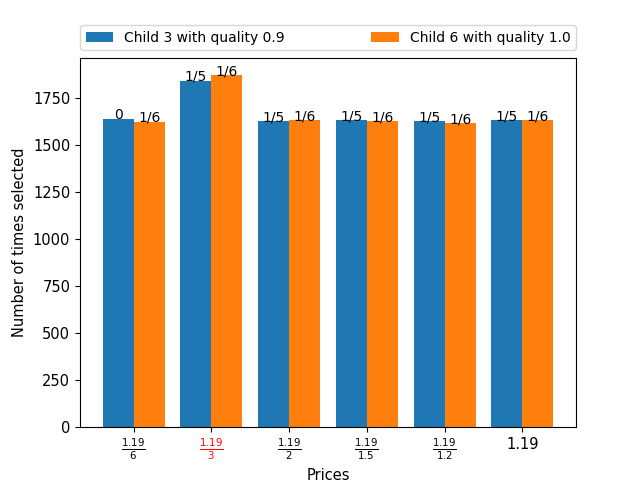 Child 3 with quality 0.9 Child 6 with quality 1.0
Number of times selected
1750
1500
1250
1000
750
500
250
0
0 1/6 1/5 1/6 1/5 1/6 1/5 1/6 1/5 1/6 1/5 1/6
1.19/6 1.19/3 1.19/2 1.19/1.5 1.19/1.2 1.19
Prices